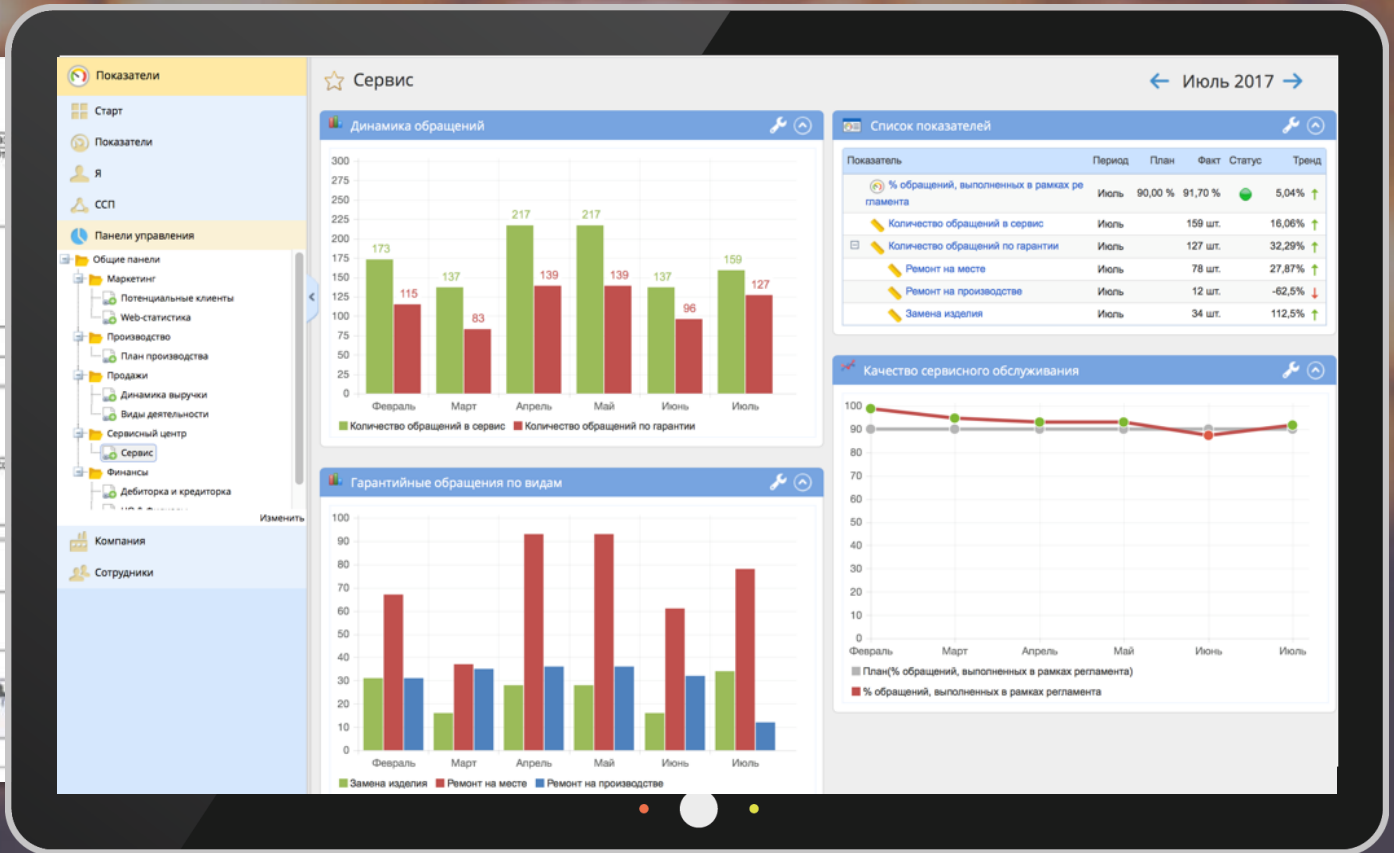 Показатели
Старт
Показатели
Я
ССП
Панели управления
Общие панели
Маркетинг
Потенциальные клиенты
Web-статистика
Производство
План производства
Продажи
Динамика выручки
Виды деятельности
Сервисный центр
Сервис
Финансы
Дебиторка и кредиторка
Изменить
Компания
Сотрудники
Сервис
Июль 2017
Динамика обращений
300
275
250
225
200
175
150
125
100
75
50
25
0
173
115
137
83
217
139
217
139
137
96
159
127
Февраль Март Апрель Май Июнь Июль
Количество обращений в сервис Количество обращений по гарантии
Гарантийные обращения по видам
100
90
80
70
60
50
40
30
20
10
0
Февраль Март Апрель Май Июнь Июль
Замена изделия Ремонт на месте Ремонт на производстве
Список показателей
Показатель Период План Факт Статус Тренд
% обращений, выполненных в рамках ре
гламента Июль 90,00 % 91,70 % 5,04%
Количество обращений в сервис Июль 159 шт. 16,06%
Количество обращений по гарантии Июль 127 шт. 32,29%
Ремонт на месте Июль 78 шт. 27,87%
Ремонт на производстве Июль 12 шт. -62,5%
Замена изделия Июль 34 шт. 112,5%
Качество сервисного обслуживания
100
90
80
70
60
50
40
30
20
10
0
Февраль Март Апрель Май Июнь Июль
План(% обращений, выполненных в рамках регламента)
% обращений, выполненных в рамках регламента